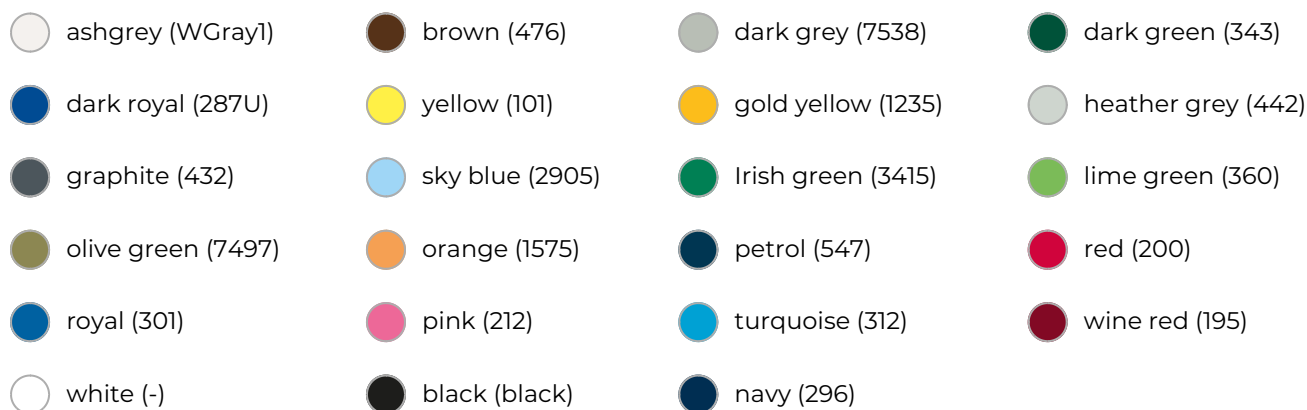 ashgrey (WGray1)
brown (476)
dark grey (7538)
dark green (343)
dark royal (287U)
yellow (101)
gold yellow (1235)
heather grey (442)
graphite (432)
sky blue (2905)
Irish green (3415)
lime green (360)
olive green (7497)
orange (1575)
petrol (547)
red (200)
royal (301)
pink (212)
turquoise (312)
wine red (195)
white (-)
black (black)
navy (296)